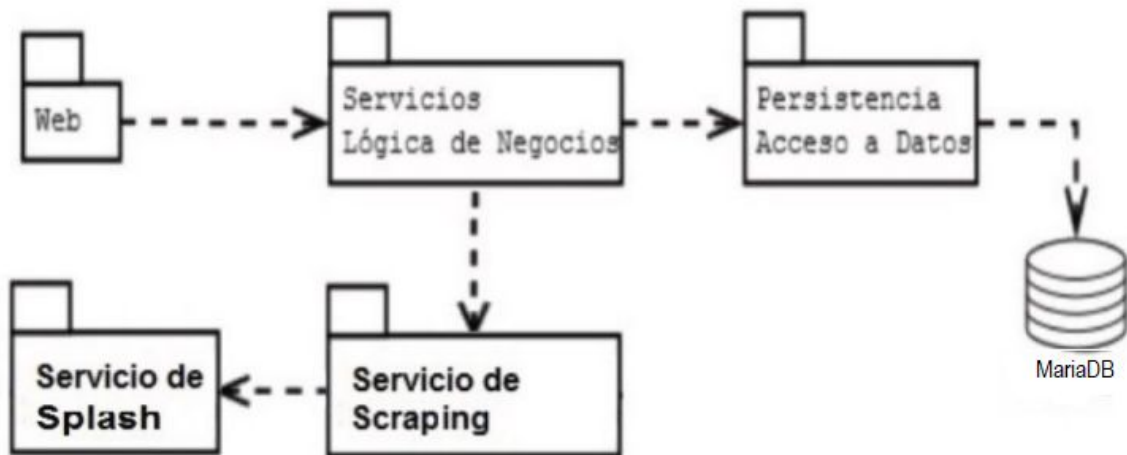 Web
Servicios
Lógica de Negocios
Persistencia
Acceso a Datos
MariaDB
Servicio de
Splash
Servicio de
Scraping